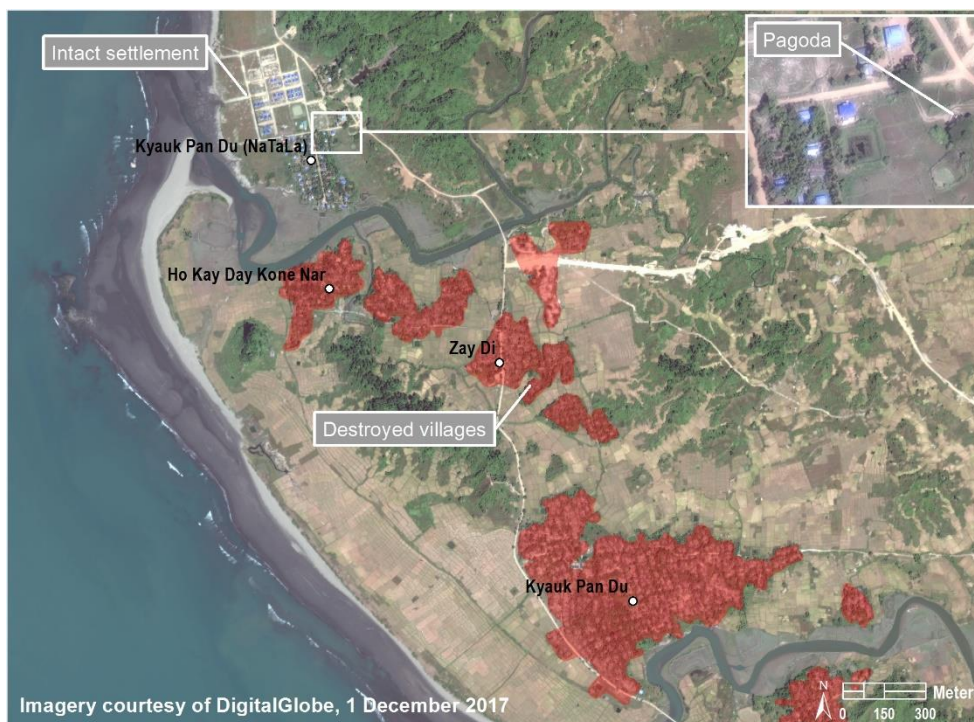 Intact settlement
Pagoda
Kyauk Pan Du (NaTaLa)
Ho Kay Day Kone Nar
Zay Di
Destroyed villages
Kyauk Pan Du
N
Meters
0 150 300
Imagery courtesy of DigitalGlobe, 1 December 2017